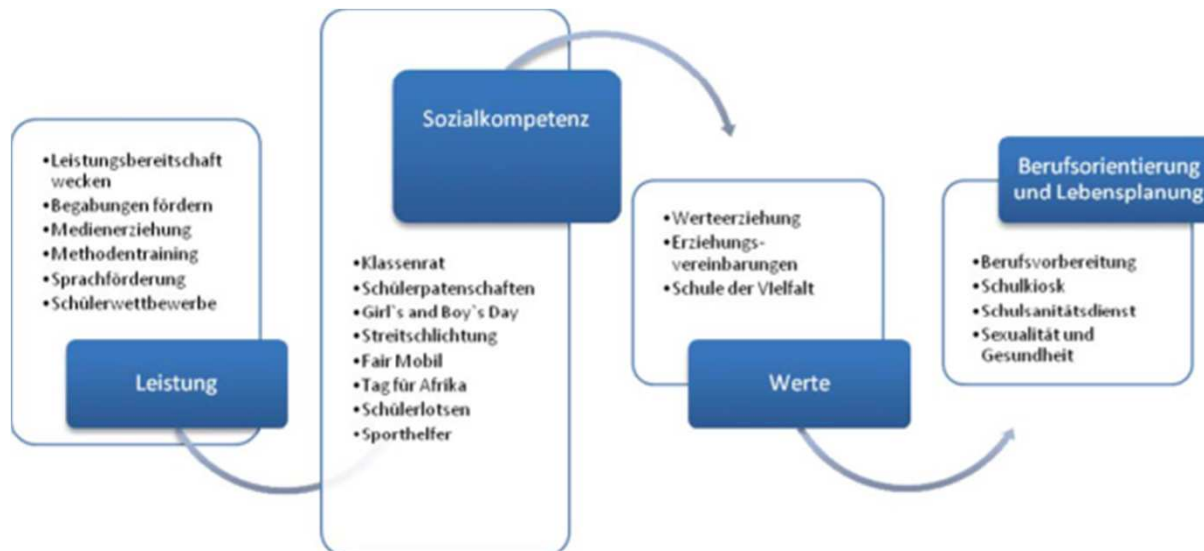 •Leistungsbereitschaft
wecken
•Begabungen fördern
•Medienerziehung
•Methodentraining
•Sprachförderung
•Schülerwettbewerbe
Leistung
Sozialkompetenz
•Klassenrat
•Schülerpatenschaften
•Girl`s and Boy`s Day
•Streitschlichtung
•Fair Mobil
•Tag für Afrika
•Schülerlotsen
•Sporthelfer
•Werteerziehung
•Erziehungs-
vereinbarungen
•Schule der VIelfalt
Werte
Berufsorientierung
und Lebensplanung
•Berufsvorbereitung
•Schulkiosk
•Schulsanitätsdienst
•Sexualität und
Gesundheit